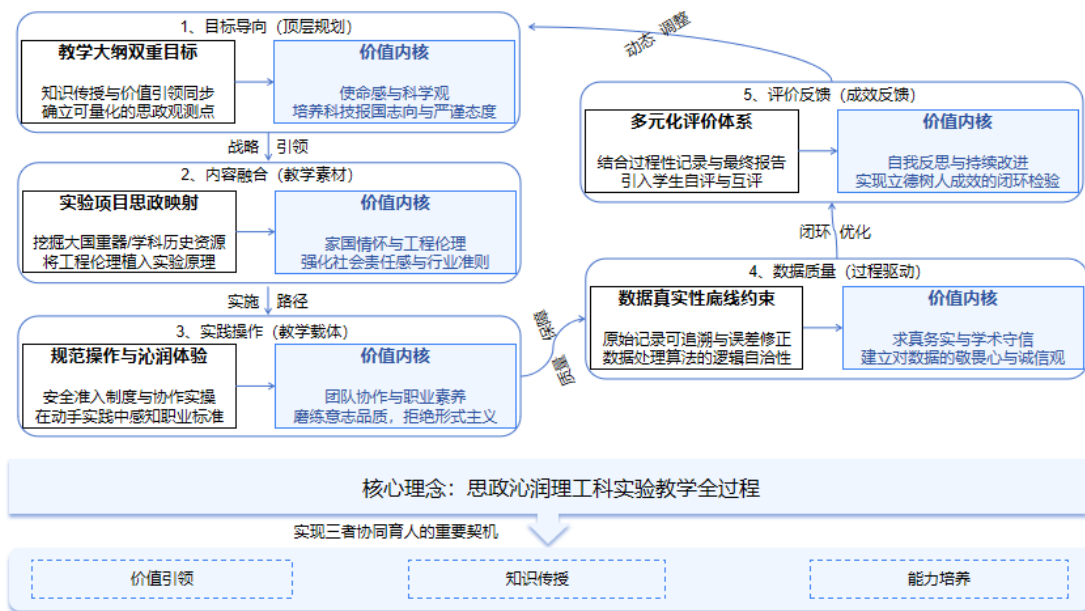 1、目标导向（顶层规划）
教学大纲双重目标
知识传授与价值引领同步
确立可量化的思政观测点
价值内核
使命感与科学观
培养科技报国志向与严谨态度
战略 引领
2、内容融合（教学素材）
实验项目思政映射
挖掘大国重器/学科历史资源
将工程伦理植入实验原理
价值内核
家国情怀与工程伦理
强化社会责任感与行业准则
实施 路径
3、实践操作（教学载体）
规范操作与沁润体验
安全准入制度与协作实操
在动手实践中感知职业标准
价值内核
团队协作与职业素养
磨练意志品质，拒绝形式主义
质量 保障
4、数据质量（过程驱动）
数据真实性底线约束
原始记录可追溯与误差修正
数据处理算法的逻辑自洽性
价值内核
求真务实与学术守信
建立对数据的敬畏心与诚信观
闭环 优化
5、评价反馈（成效反馈）
多元化评价体系
结合过程性记录与最终报告
引入学生自评与互评
价值内核
自我反思与持续改进
实现立德树人成效的闭环检验
动态 调整
核心理念：思政沁润理工科实验教学全过程
实现三者协同育人的重要契机
价值引领
知识传授
能力培养